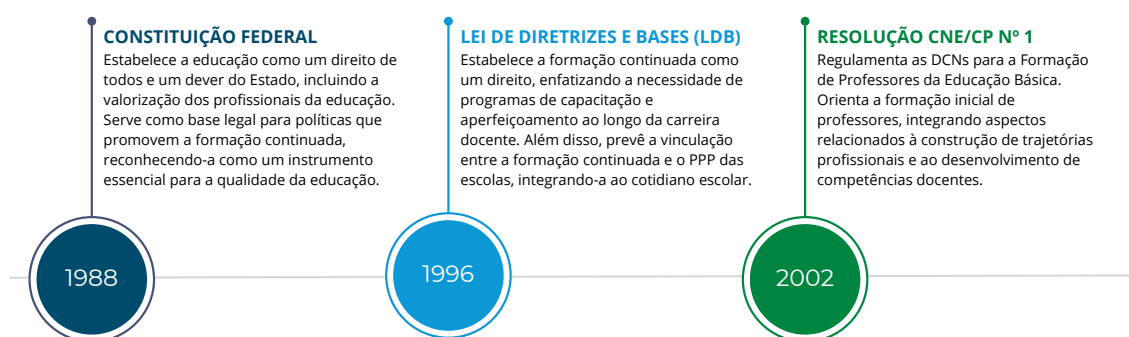 CONSTITUIÇÃO FEDERAL
Estabelece a educação como um direito de
todos e um dever do Estado, incluindo a
valorização dos profissionais da educação.
Serve como base legal para políticas que
promovem a formação continuada,
reconhecendo-a como um instrumento
essencial para a qualidade da educação.
1988
LEI DE DIRETRIZES E BASES (LDB)
Estabelece a formação continuada como
um direito, enfatizando a necessidade de
programas de capacitação e
aperfeiçoamento ao longo da carreira
docente. Além disso, prevê a vinculação
entre a formação continuada e o PPP das
escolas, integrando-a ao cotidiano escolar.
1996
RESOLUÇÃO CNE/CP Nº 1
Regulamenta as DCNs para a Formação
de Professores da Educação Básica.
Orienta a formação inicial de
professores, integrando aspectos
relacionados à construção de trajetórias
profissionais e ao desenvolvimento de
competências docentes.
2002